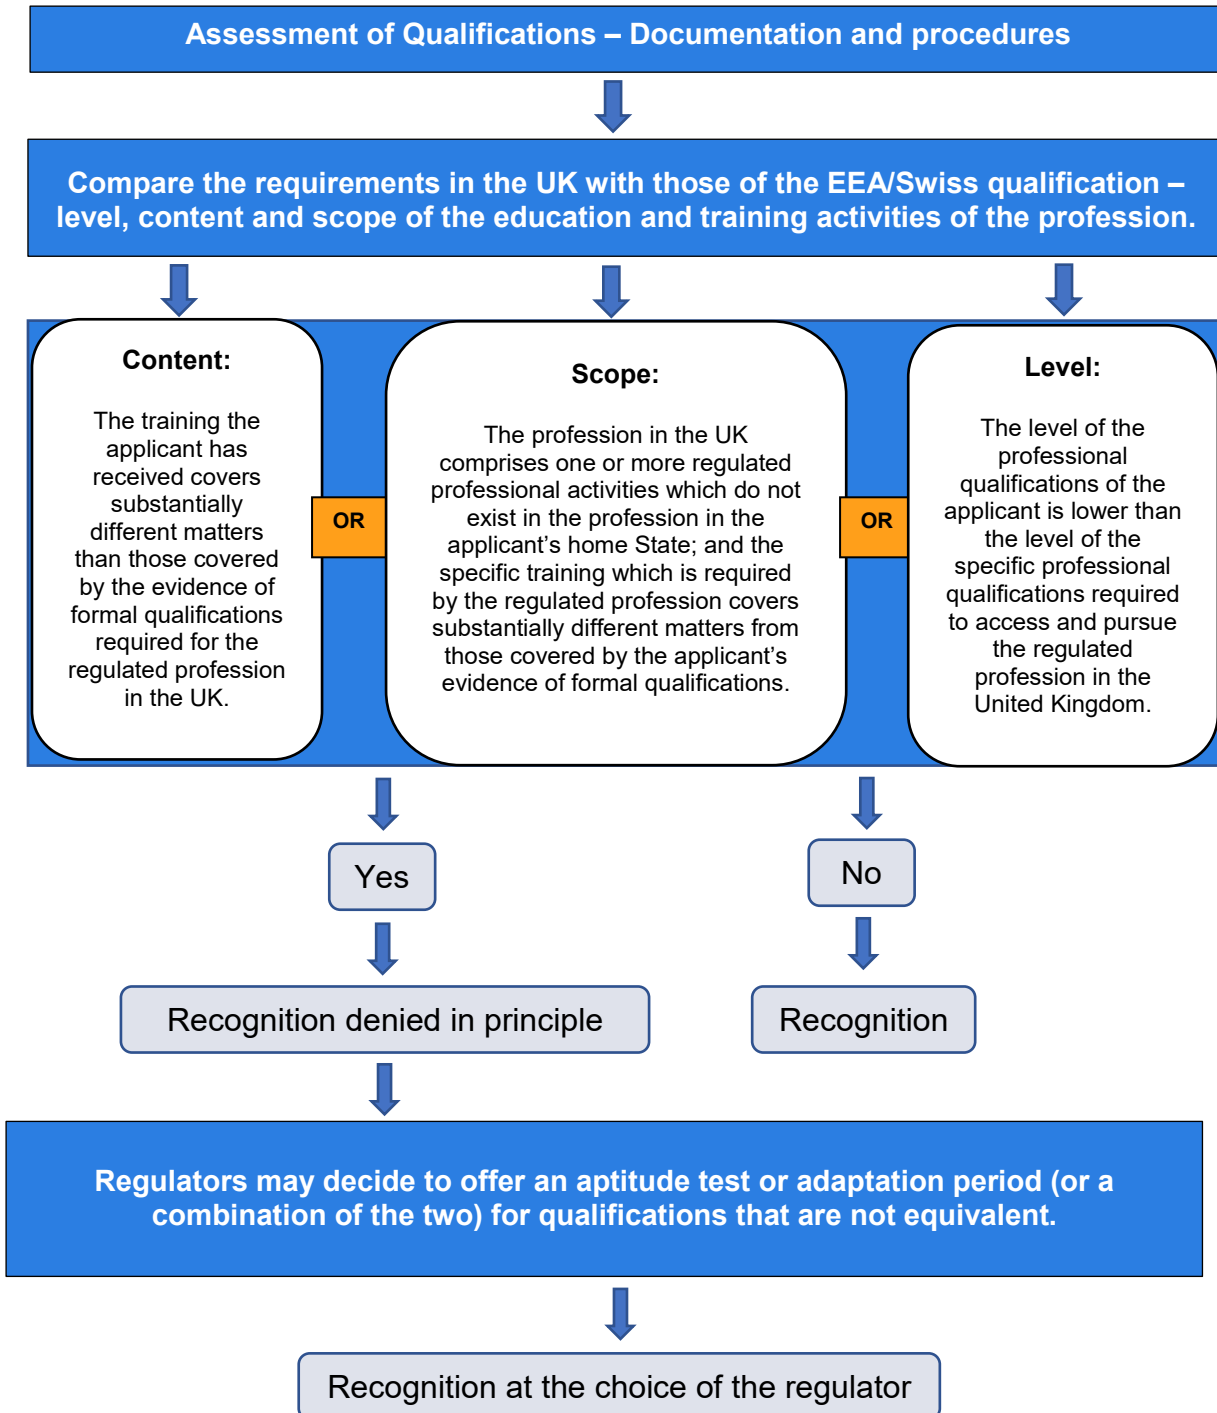 Assessment of Qualifications – Documentation and procedures
Compare the requirements in the UK with those of the EEA/Swiss qualification –
level, content and scope of the education and training activities of the profession.
Content:
The training the
applicant has
received covers
substantially
different matters
than those covered
by the evidence of
formal qualifications
required for the
regulated profession
in the UK.
OR
Scope:
The profession in the UK
comprises one or more regulated
professional activities which do not
exist in the profession in the
applicant’s home State; and the
specific training which is required
by the regulated profession covers
substantially different matters from
those covered by the applicant’s
evidence of formal qualifications.
OR
Level:
The level of the
professional
qualifications of the
applicant is lower than
the level of the
specific professional
qualifications required
to access and pursue
the regulated
profession in the
United Kingdom.
Yes
No
Recognition denied in principle
Recognition
Regulators may decide to offer an aptitude test or adaptation period (or a
combination of the two) for qualifications that are not equivalent.
Recognition at the choice of the regulator